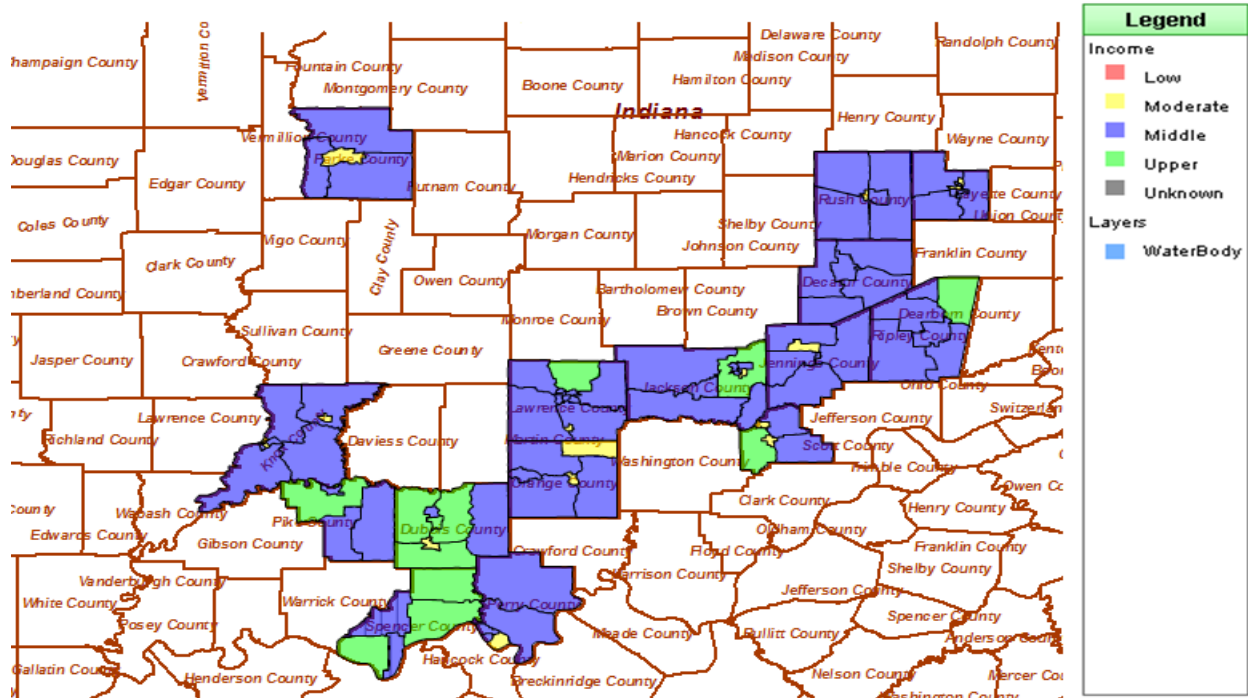 Delaware County
Randolph County
Vermilion Co
Madison County
Champaign County
Fountain County
Montgomery County
Boone County
Hamilton County
Indiana
Henry County
Vermillion County
Hancock County
Wayne County
Douglas County
Parke County
Marion County
Edgar County
Putnam County
Hendricks County
Fayette County
Rush County
Union County
Coles County
Vigo County
Clay County
Morgan County
Shelby County
Johnson County
Franklin County
Clark County
Owen County
Decatur County
mberland County
Bartholomew County
Brown County
Sullivan County
Monroe County
Dearborn County
Greene County
Ripley County
Jasper County
Crawford County
Jennings County
Jackson County
Ohio County
Lawrence County
Lawrence County
Jefferson County
Switzerlan
ty
Richland County
Knox County
Daviess County
Martin County
Washington County
Scott County
Trimble County
Orange County
Owen Co
Clark County
county
Wabash County
Pike County
Dubois County
Henry County
Edwards County
Gibson County
Crawford County
Floyd County
Oldham County
Franklin County
Vanderburgh County
Harrison County
Shelby County
White County
Warrick County
Perry County
Jefferson County
Posey County
Spencer County
Meade County
Bullitt County
Spencer County
Anderson Coun
Gallatin County
Henderson County
Hancock County
Breckinridge County
Nelson County
Mercer Cou
Washington County
Legend
Income
Low
Moderate
Middle
Upper
Unknown
Layers
WaterBody